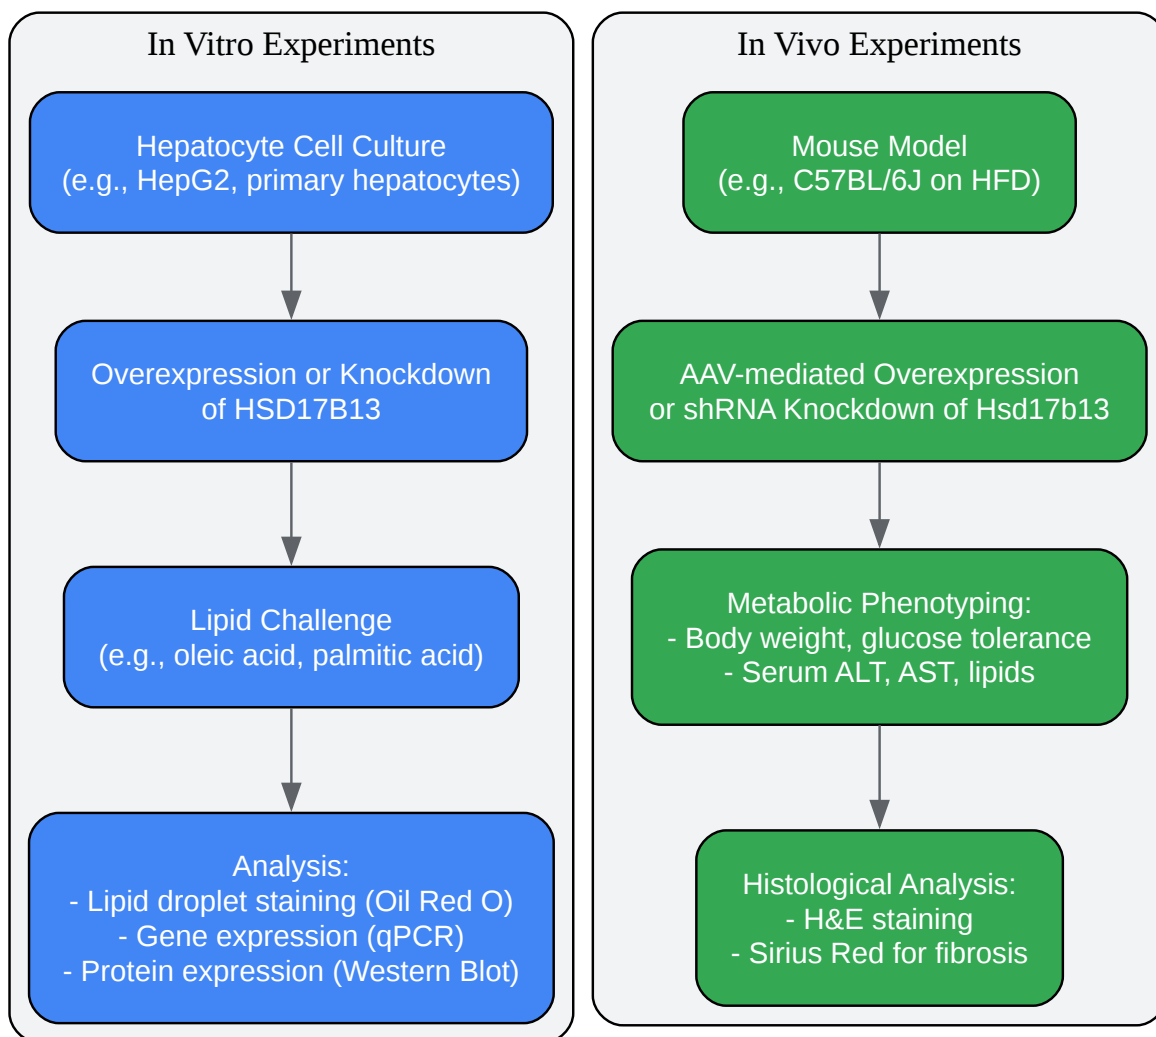 In Vitro Experiments
Hepatocyte Cell Culture
(e.g., HepG2, primary hepatocytes)
Overexpression or Knockdown
of HSD17B13
Lipid Challenge
(e.g., oleic acid, palmitic acid)
Analysis:
- Lipid droplet staining (Oil Red O)
- Gene expression (qPCR)
- Protein expression (Western Blot)
In Vivo Experiments
Mouse Model
(e.g., C57BL/6J on HFD)
AAV-mediated Overexpression
or shRNA Knockdown of Hsd17b13
Metabolic Phenotyping:
- Body weight, glucose tolerance
- Serum ALT, AST, lipids
Histological Analysis:
- H&E staining
- Sirius Red for fibrosis